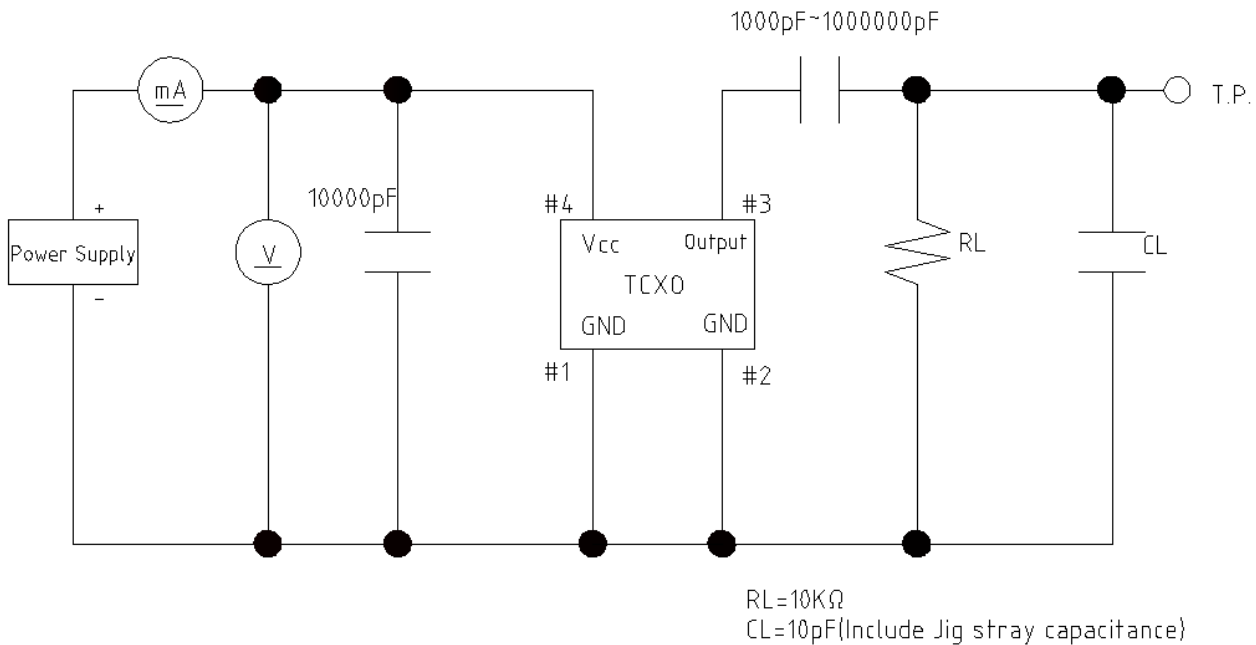 1000pF~1000000pF
mA
T.P.
10000pF
#4
#3
+
Power Supply
-
V
Vcc
Output
RL
CL
TCXO
GND
GND
#1
#2
RL=10KΩ
CL=10pF(Include Jig stray capacitance)